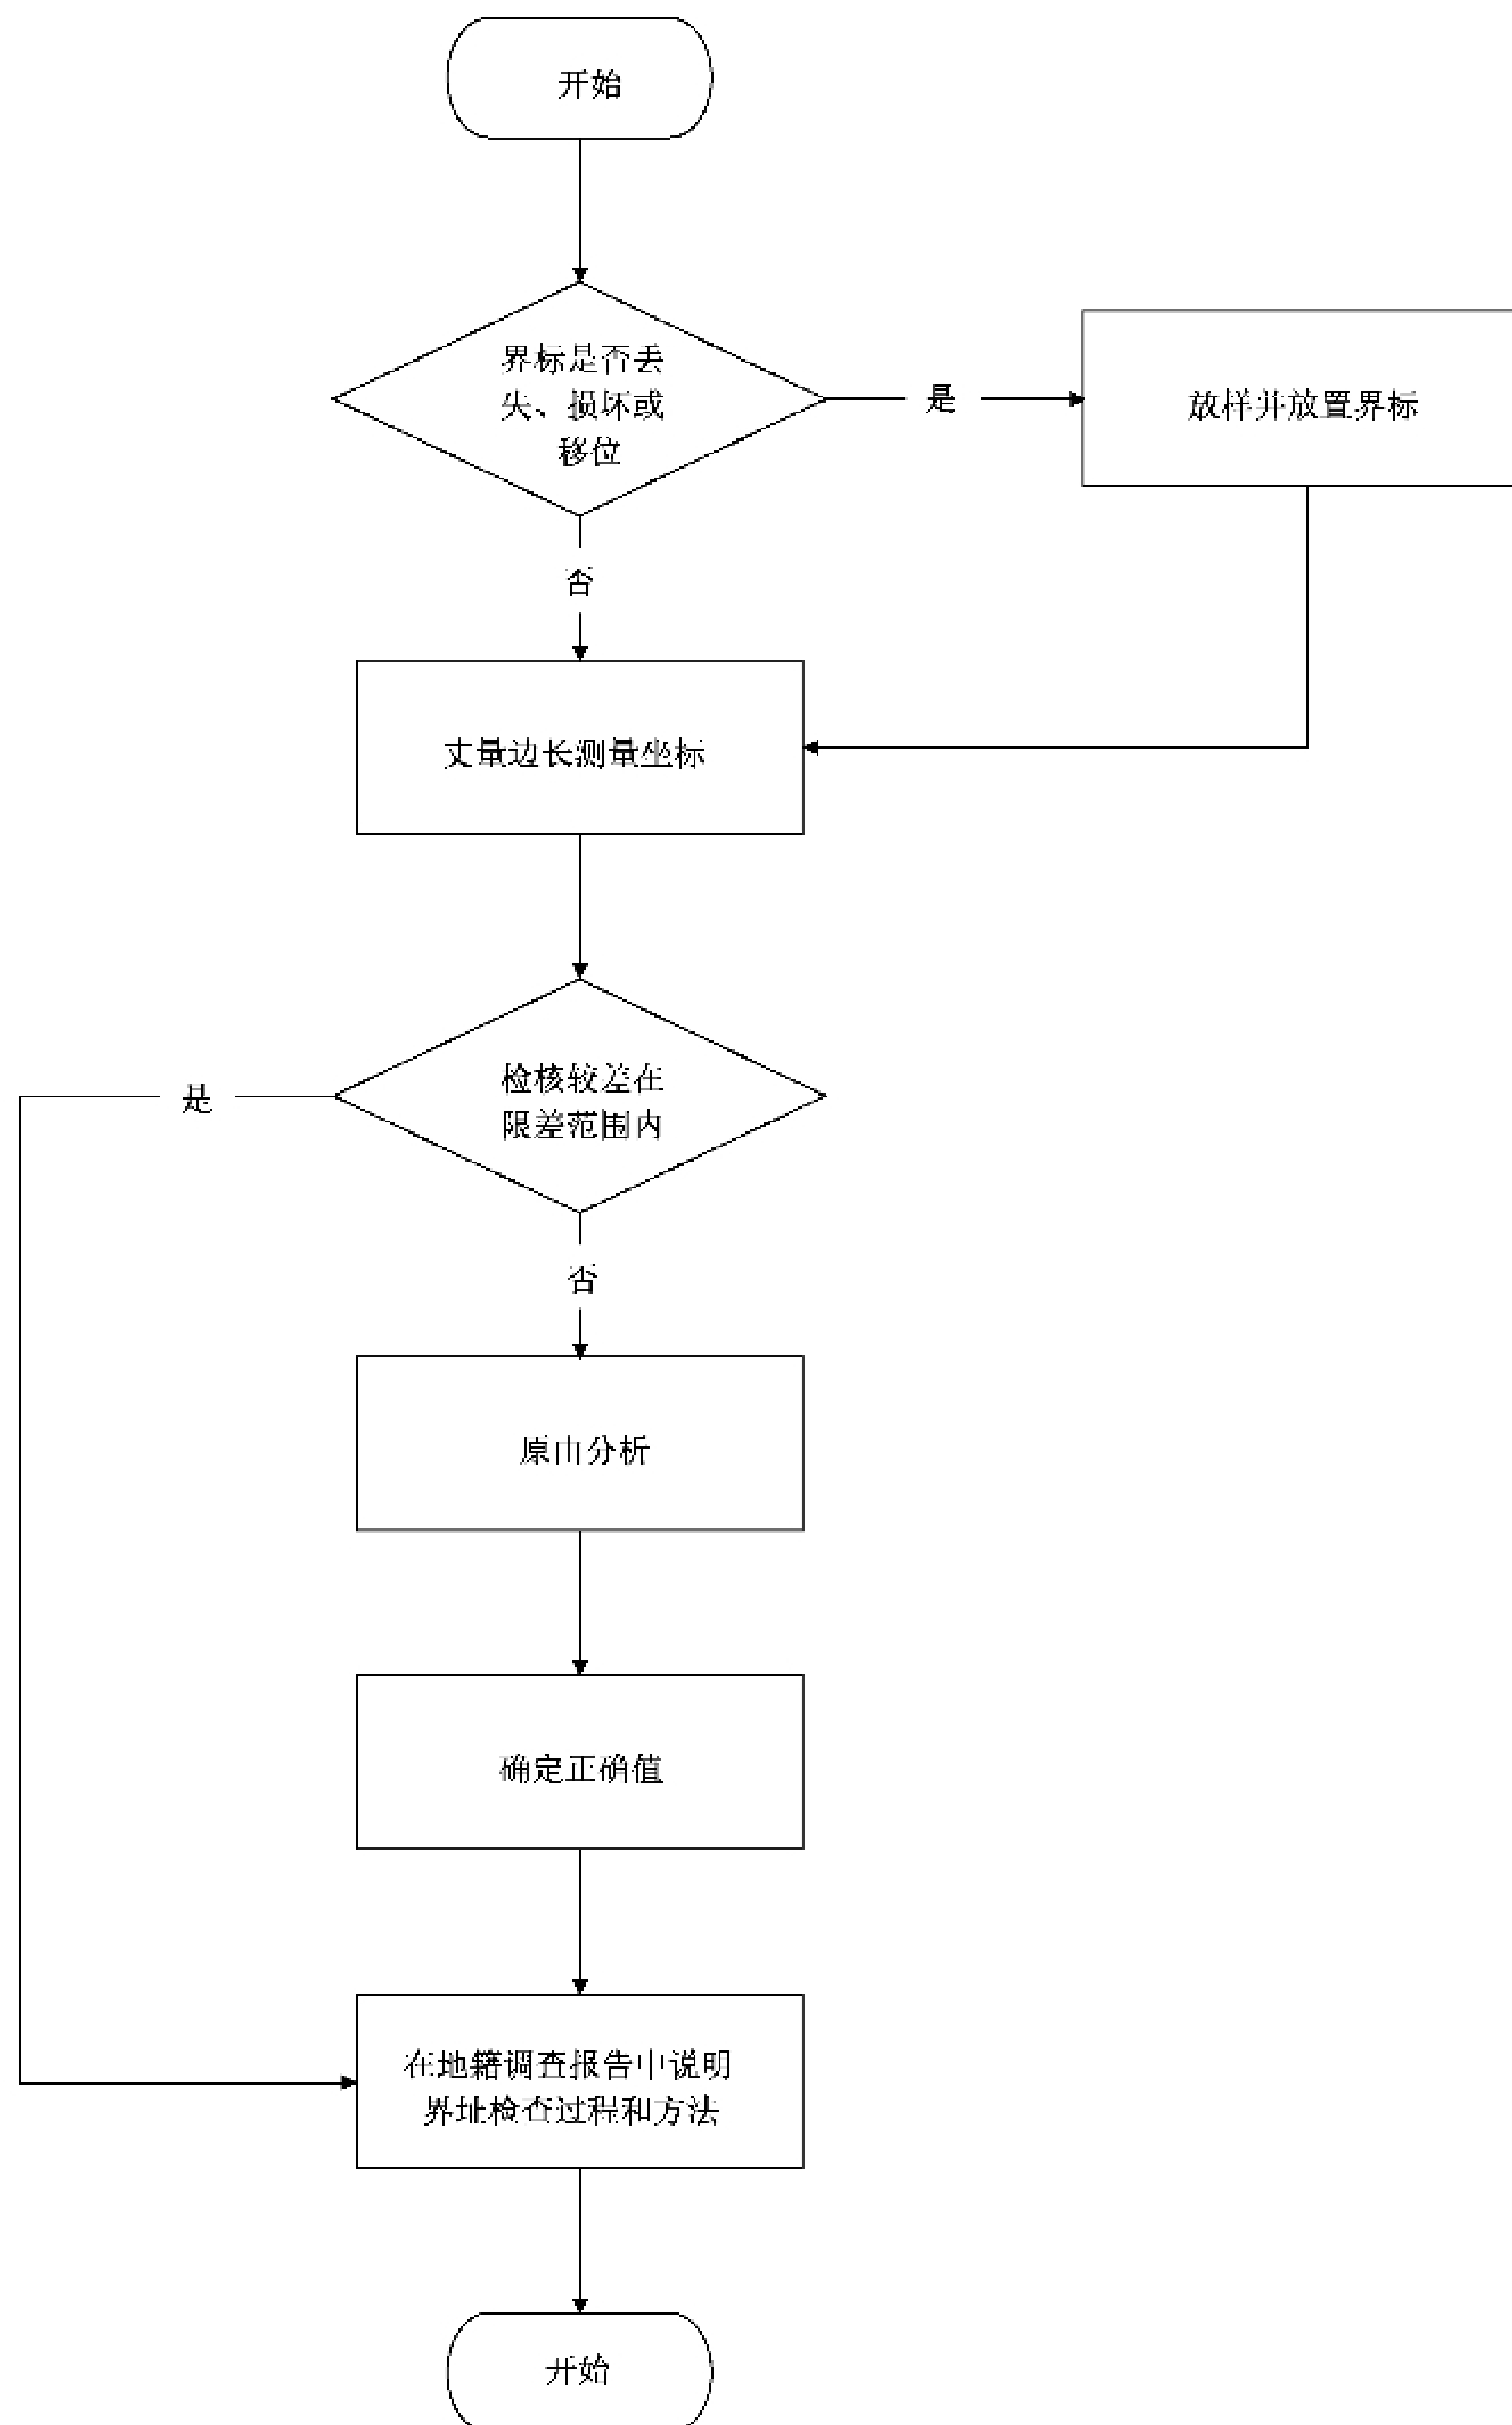 开始
界标是否丢
失、损坏或
移位
是
放样并放置界标
否
丈量边长测量坐标
检核较差在
限差范围内
是
否
原由分析
确定正确值
在地籍调查报告中说明
界址检查过程和方法
开始